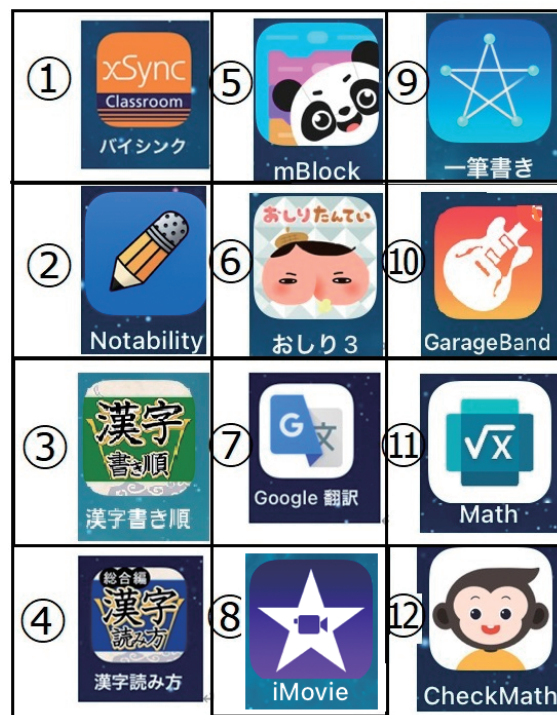 ①
xSync
Classroom
バイシンク
②
Notability
③
漢字
書き順
漢字書き順
④
総合編
漢字
読み方
漢字読み方
⑤
mBlock
⑥
おしりたんてい
おしり3
⑦
G
文
Google 翻訳
⑧
iMovie
⑨
一筆書き
⑩
GarageBand
⑪
√x
Math
⑫
CheckMath